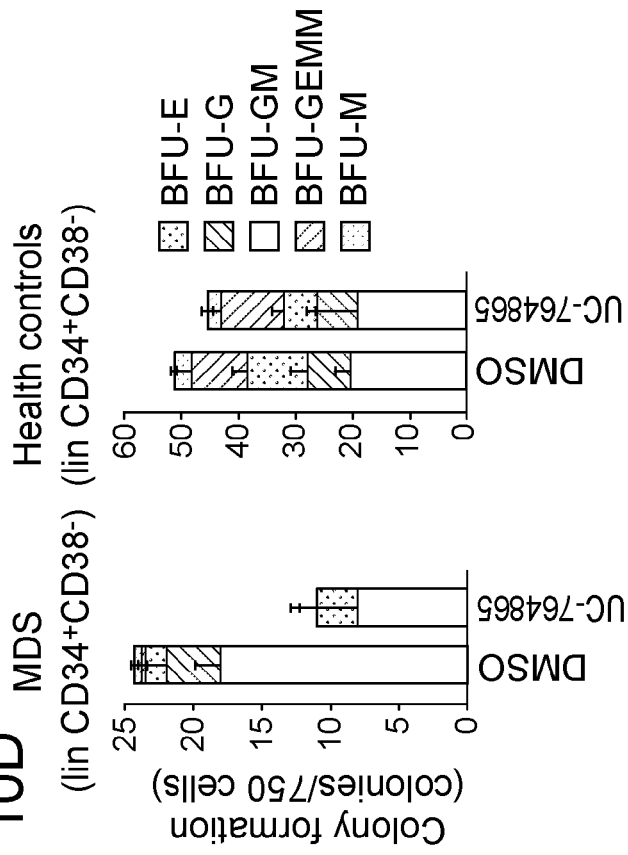 10D
MDS
(lin CD34+CD38-)
Colony formation
(colonies/750 cells)
25
20
15
10
5
0
DMSO
UC-764865
Health controls
(lin CD34+CD38-)
60
50
40
30
20
10
0
DMSO
UC-764865
BFU-E
BFU-G
BFU-GM
BFU-GEMM
BFU-M